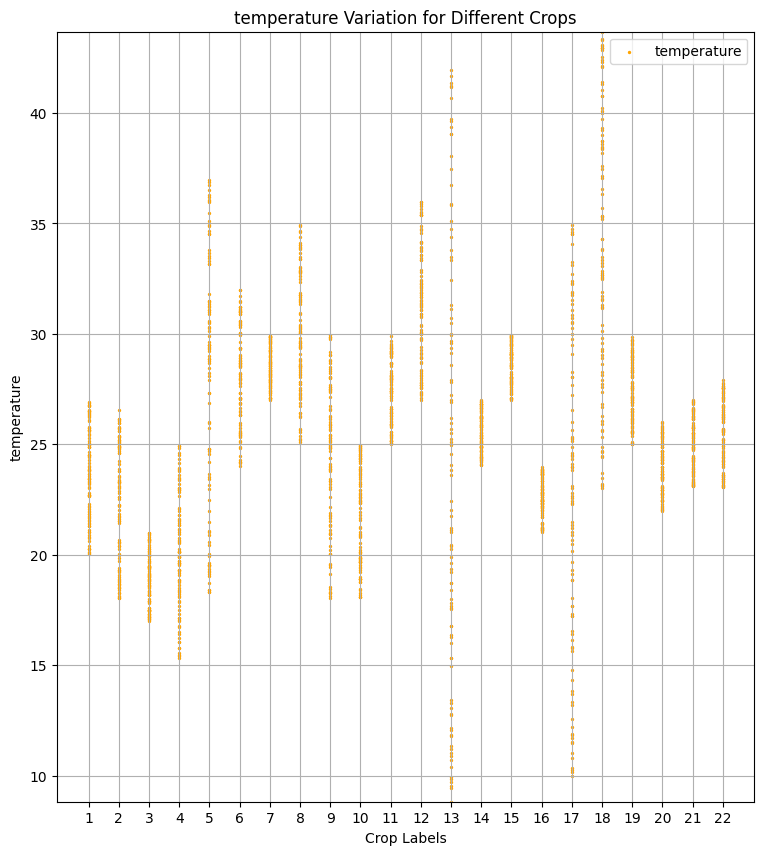 temperature Variation for Different Crops
temperature
temperature
40
35
30
25
20
15
10
1 2 3 4 5 6 7 8 9 10 11 12 13 14 15 16 17 18 19 20 21 22
Crop Labels